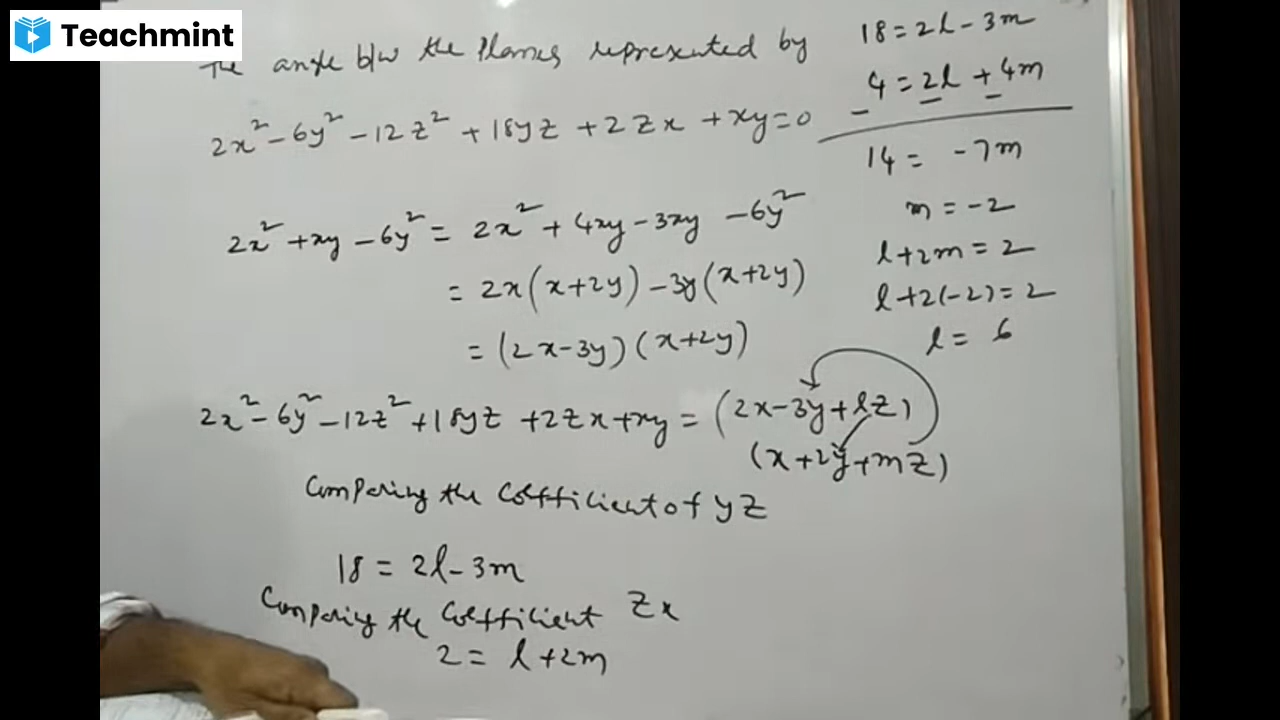 Teachmint
The angle b/w the Planes represented by
2x² - 6y² - 12z² + 18yz + 2zx + xy = 0
2x² + xy - 6y² = 2x² + 4xy - 3xy - 6y²
= 2x(x+2y) - 3y(x+2y)
= (2x-3y)(x+2y)
2x² - 6y² - 12z² + 18yz + 2zx + xy = (2x-3y+lz)
(x+2y+mz)
Comparing the Coefficient of yz
18 = 2l - 3m
Comparing the Coefficient zx
2 = l + 2m
18 = 2l - 3m
4 = 2l + 4m
- - -
14 = -7m
m = -2
l + 2m = 2
l + 2(-2) = 2
l = 6